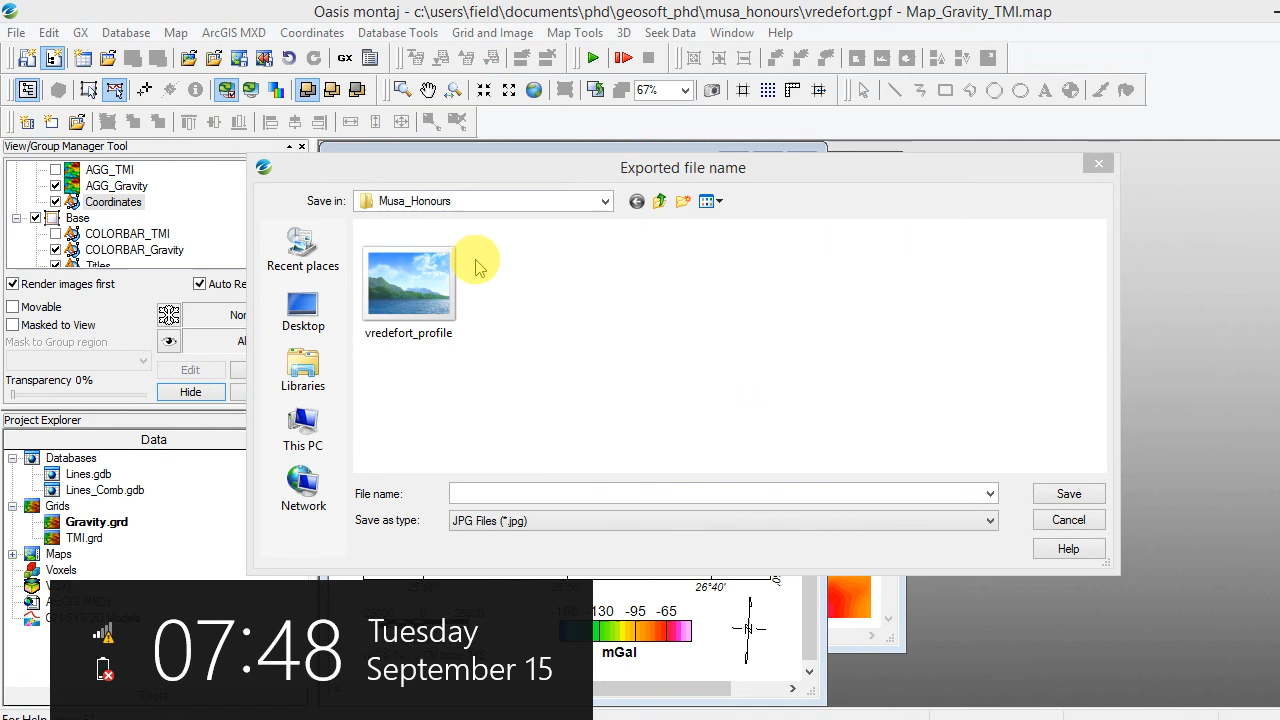 Oasis montaj - c:\users\field\documents\phd\geosoft_phd\musa_honours\vredefort.gpf - Map_Gravity_TMI.map
File Edit GX Database Map ArcGIS MXD Coordinates Database Tools Grid and Image Map Tools 3D Seek Data Window Help
GX
67%
View/Group Manager Tool
AGG_TMI
AGG_Gravity
Coordinates
Base
COLORBAR_TMI
COLORBAR_Gravity
Titles
Render images first Auto Re
Movable Nor
Masked to View
Mask to Group region
Transparency 0% Edit
Hide
Exported file name
Save in: Musa_Honours
Recent places
Desktop
Libraries
This PC
Network
vredefort_profile
File name: Save
Save as type: JPG Files (*.jpg) Cancel
Help
Project Explorer
Data
Databases
Lines.gdb
Lines_Comb.gdb
Grids
Gravity.grd
TMI.grd
Maps
Voxels
26°40'
-130 -95 -65
mGal
07:48 Tuesday
September 15